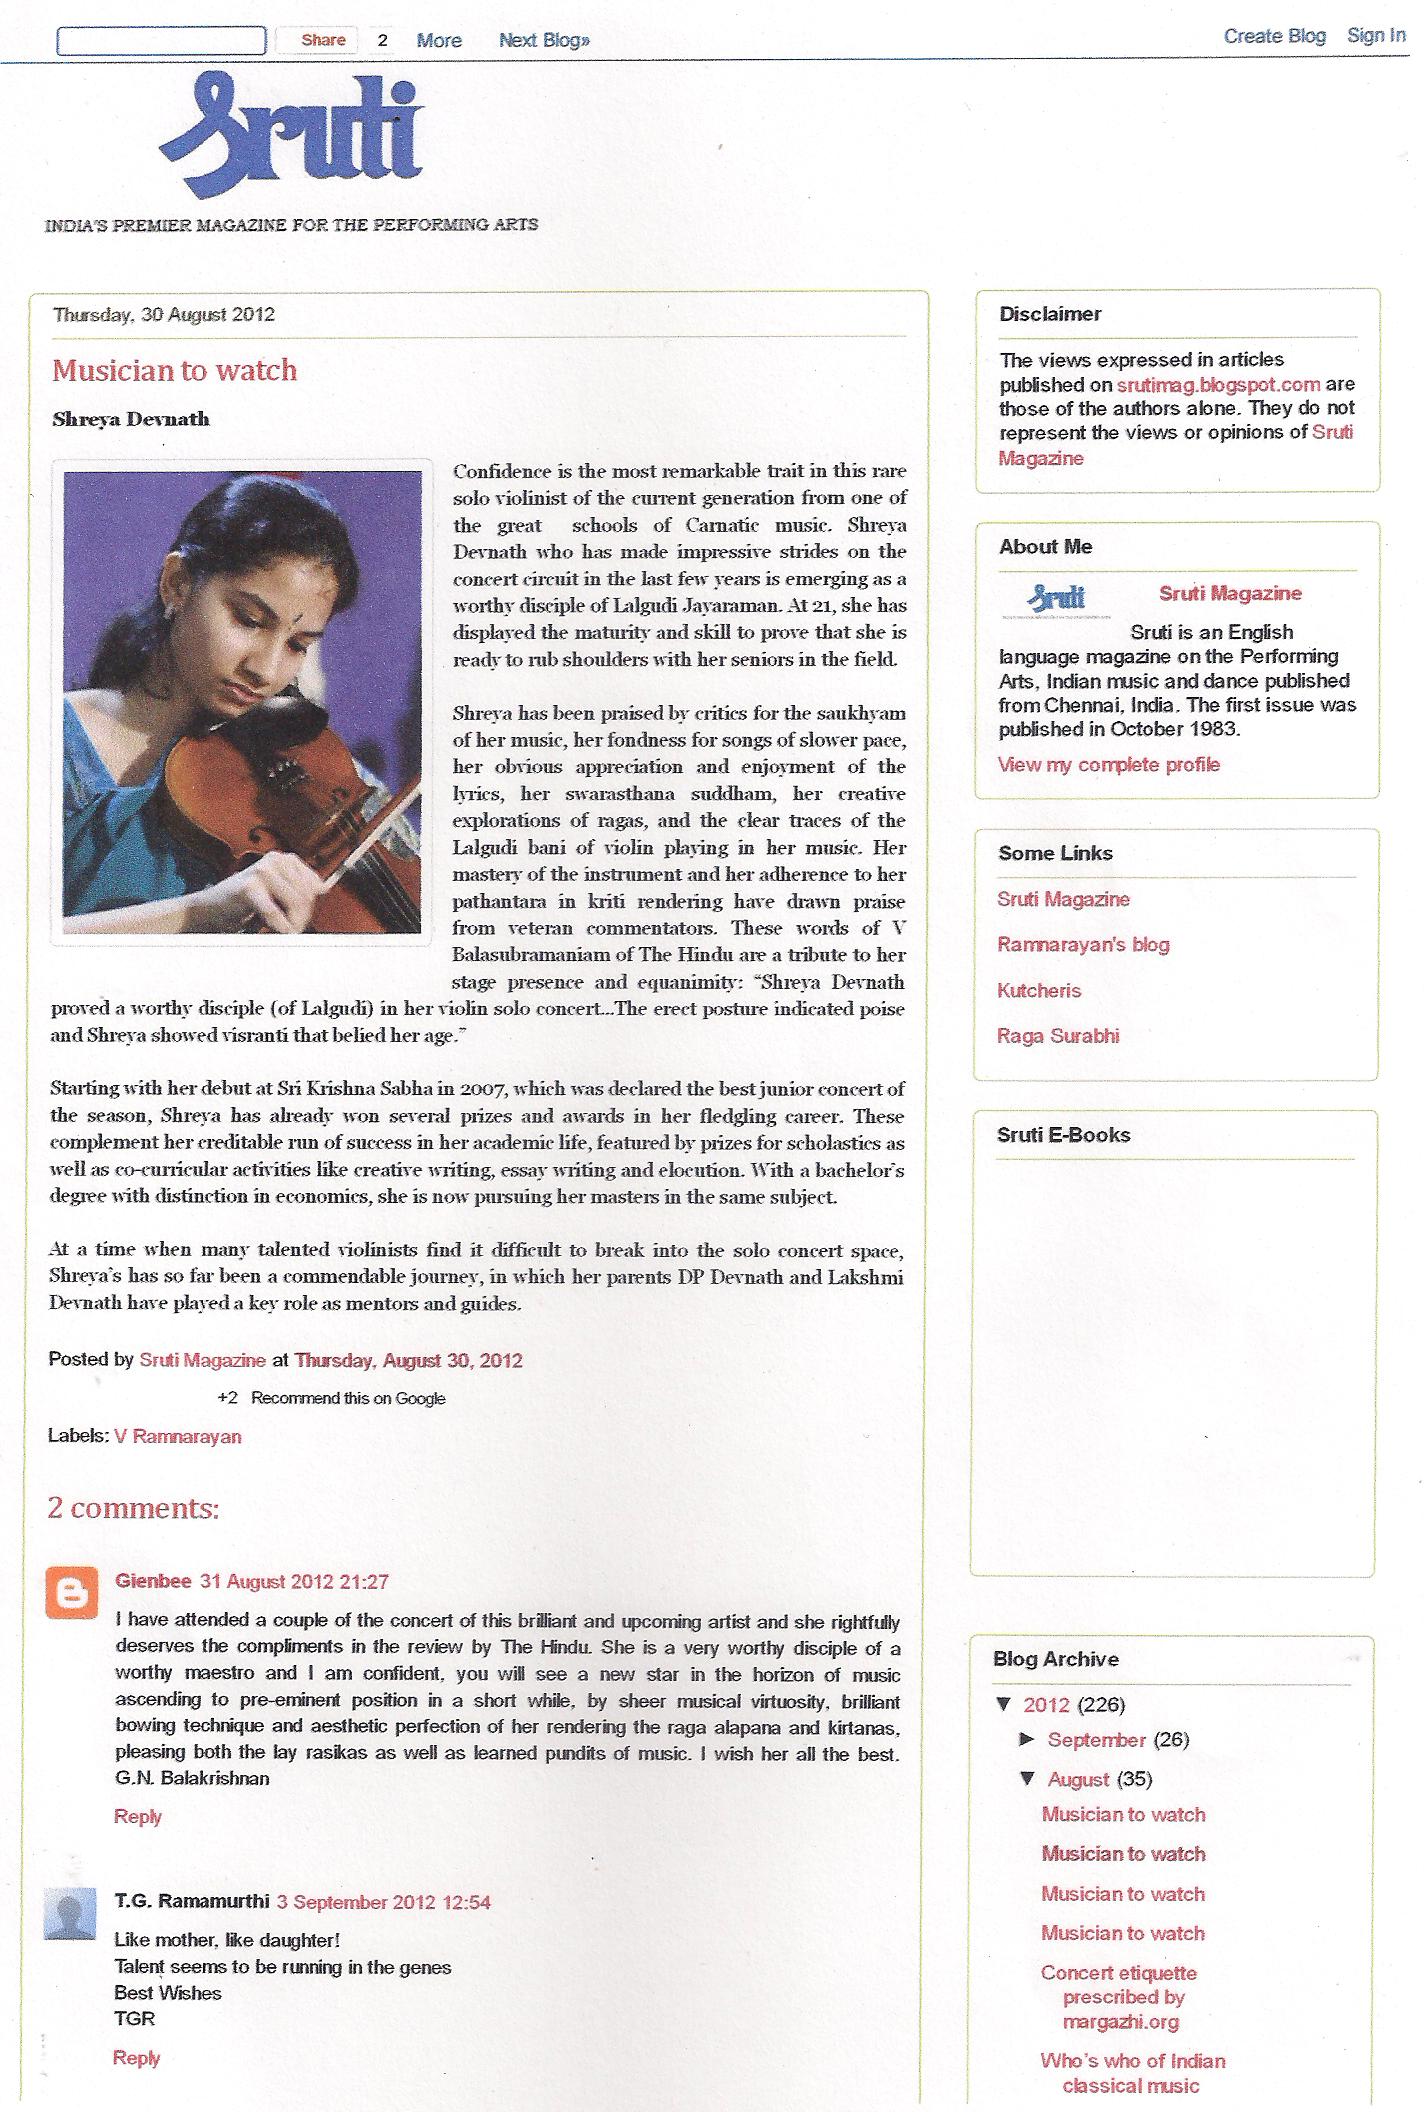 Share 2 More Next Blog» Create Blog Sign In
Sruti
INDIA'S PREMIER MAGAZINE FOR THE PERFORMING ARTS
Thursday, 30 August 2012
Musician to watch
Shreya Devnath
Confidence is the most remarkable trait in this rare
solo violinist of the current generation from one of
the great schools of Carnatic music. Shreya
Devnath who has made impressive strides on the
concert circuit in the last few years is emerging as a
worthy disciple of Lalgudi Jayaraman. At 21, she has
displayed the maturity and skill to prove that she is
ready to rub shoulders with her seniors in the field.
Shreya has been praised by critics for the saukhyam
of her music, her fondness for songs of slower pace,
her obvious appreciation and enjoyment of the
lyrics, her swarasthana suddham, her creative
explorations of ragas, and the clear traces of the
Lalgudi bani of violin playing in her music. Her
mastery of the instrument and her adherence to her
pathantara in kriti rendering have drawn praise
from veteran commentators. These words of V
Balasubramaniam of The Hindu are a tribute to her
stage presence and equanimity: “Shreya Devnath
proved a worthy disciple (of Lalgudi) in her violin solo concert...The erect posture indicated poise
and Shreya showed visranti that belied her age.”
Starting with her debut at Sri Krishna Sabha in 2007, which was declared the best junior concert of
the season, Shreya has already won several prizes and awards in her fledgling career. These
complement her creditable run of success in her academic life, featured by prizes for scholastics as
well as co-curricular activities like creative writing, essay writing and elocution. With a bachelor's
degree with distinction in economics, she is now pursuing her masters in the same subject.
At a time when many talented violinists find it difficult to break into the solo concert space,
Shreya's has so far been a commendable journey, in which her parents DP Devnath and Lakshmi
Devnath have played a key role as mentors and guides.
Posted by Sruti Magazine at Thursday, August 30, 2012
+2 Recommend this on Google
Labels: V Ramnarayan
2 comments:
Gienbee 31 August 2012 21:27
I have attended a couple of the concert of this brilliant and upcoming artist and she rightfully
deserves the compliments in the review by The Hindu. She is a very worthy disciple of a
worthy maestro and I am confident, you will see a new star in the horizon of music
ascending to pre-eminent position in a short while, by sheer musical virtuosity, brilliant
bowing technique and aesthetic perfection of her rendering the raga alapana and kirtanas,
pleasing both the lay rasikas as well as learned pundits of music. I wish her all the best.
G.N. Balakrishnan
Reply
T.G. Ramamurthi 3 September 2012 12:54
Like mother, like daughter!
Talent seems to be running in the genes
Best Wishes
TGR
Reply
Disclaimer
The views expressed in articles
published on srutimag.blogspot.com are
those of the authors alone. They do not
represent the views or opinions of Sruti
Magazine
About Me
Sruti
Sruti Magazine
Sruti is an English
language magazine on the Performing
Arts, Indian music and dance published
from Chennai, India. The first issue was
published in October 1983.
View my complete profile
Some Links
Sruti Magazine
Ramnarayan's blog
Kutcheris
Raga Surabhi
Sruti E-Books
Blog Archive
▼ 2012 (226)
► September (26)
▼ August (35)
Musician to watch
Musician to watch
Musician to watch
Musician to watch
Concert etiquette
prescribed by
margazhi.org
Who's who of Indian
classical music